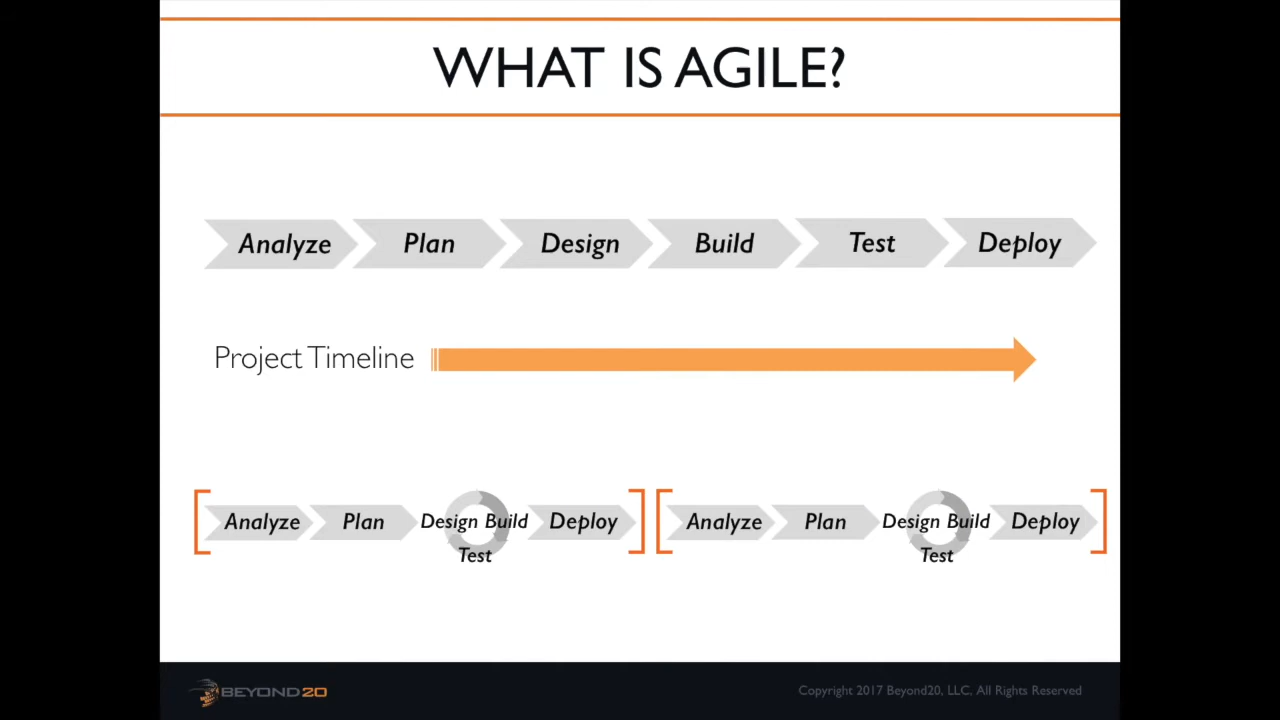 WHAT IS AGILE?
Analyze Plan Design Build Test Deploy
Project Timeline
Analyze Plan Design Build Deploy Analyze Plan Design Build Deploy
Test Test
BEYOND20 Copyright 2017 Beyond20, LLC, All Rights Reserved